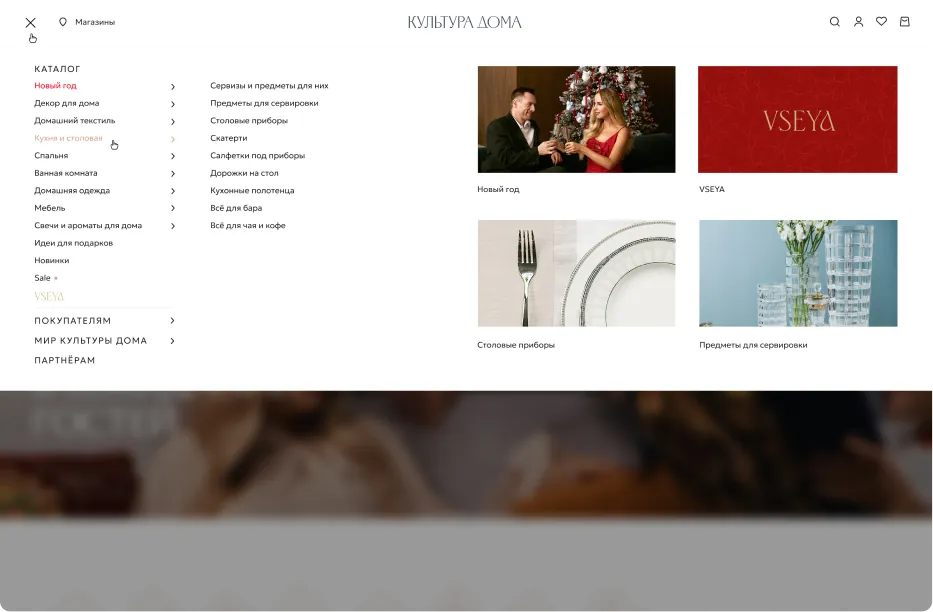 Магазины
КУЛЬТУРА ДОМА
КАТАЛОГ
Новый год
Декор для дома
Домашний текстиль
Кухня и столовая
Спальня
Ванная комната
Домашняя одежда
Мебель
Свечи и ароматы для дома
Идеи для подарков
Новинки
Sale
VSEYA
ПОКУПАТЕЛЯМ
МИР КУЛЬТУРЫ ДОМА
ПАРТНЁРАМ
Сервизы и предметы для них
Предметы для сервировки
Столовые приборы
Скатерти
Салфетки под приборы
Дорожки на стол
Кухонные полотенца
Всё для бара
Всё для чая и кофе
Новый год
VSEYA
VSEYA
Столовые приборы
Предметы для сервировки
ГОСТЕЙ